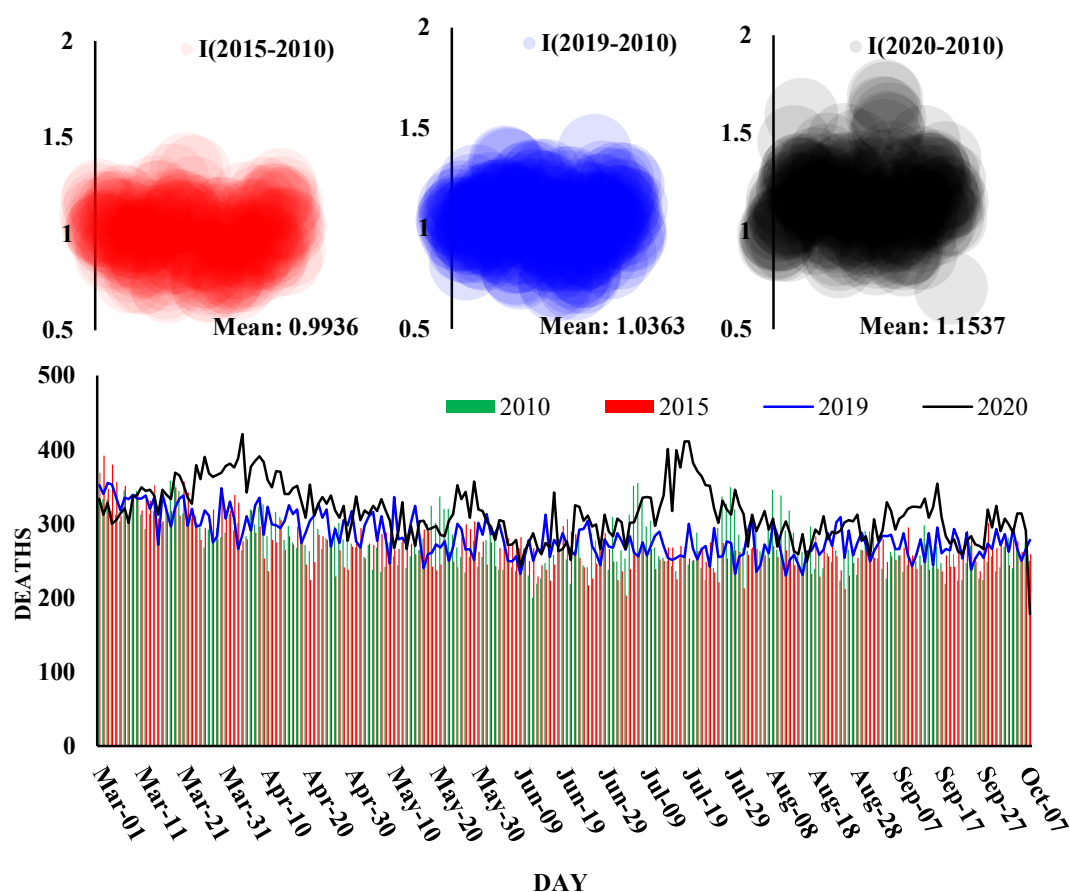 I(2015-2010)
2
1.5
1
0.5
Mean: 0.9936
I(2019-2010)
2
1.5
1
0.5
Mean: 1.0363
I(2020-2010)
2
1.5
1
0.5
Mean: 1.1537
2010
2015
2019
2020
DEATHS
500
400
300
200
100
0
Mar-01
Mar-11
Mar-21
Mar-31
Apr-10
Apr-20
Apr-30
May-10
May-20
May-30
Jun-09
Jun-19
Jun-29
Jul-09
Jul-19
Jul-29
Aug-08
Aug-18
Aug-28
Sep-07
Sep-17
Sep-27
Oct-07
DAY